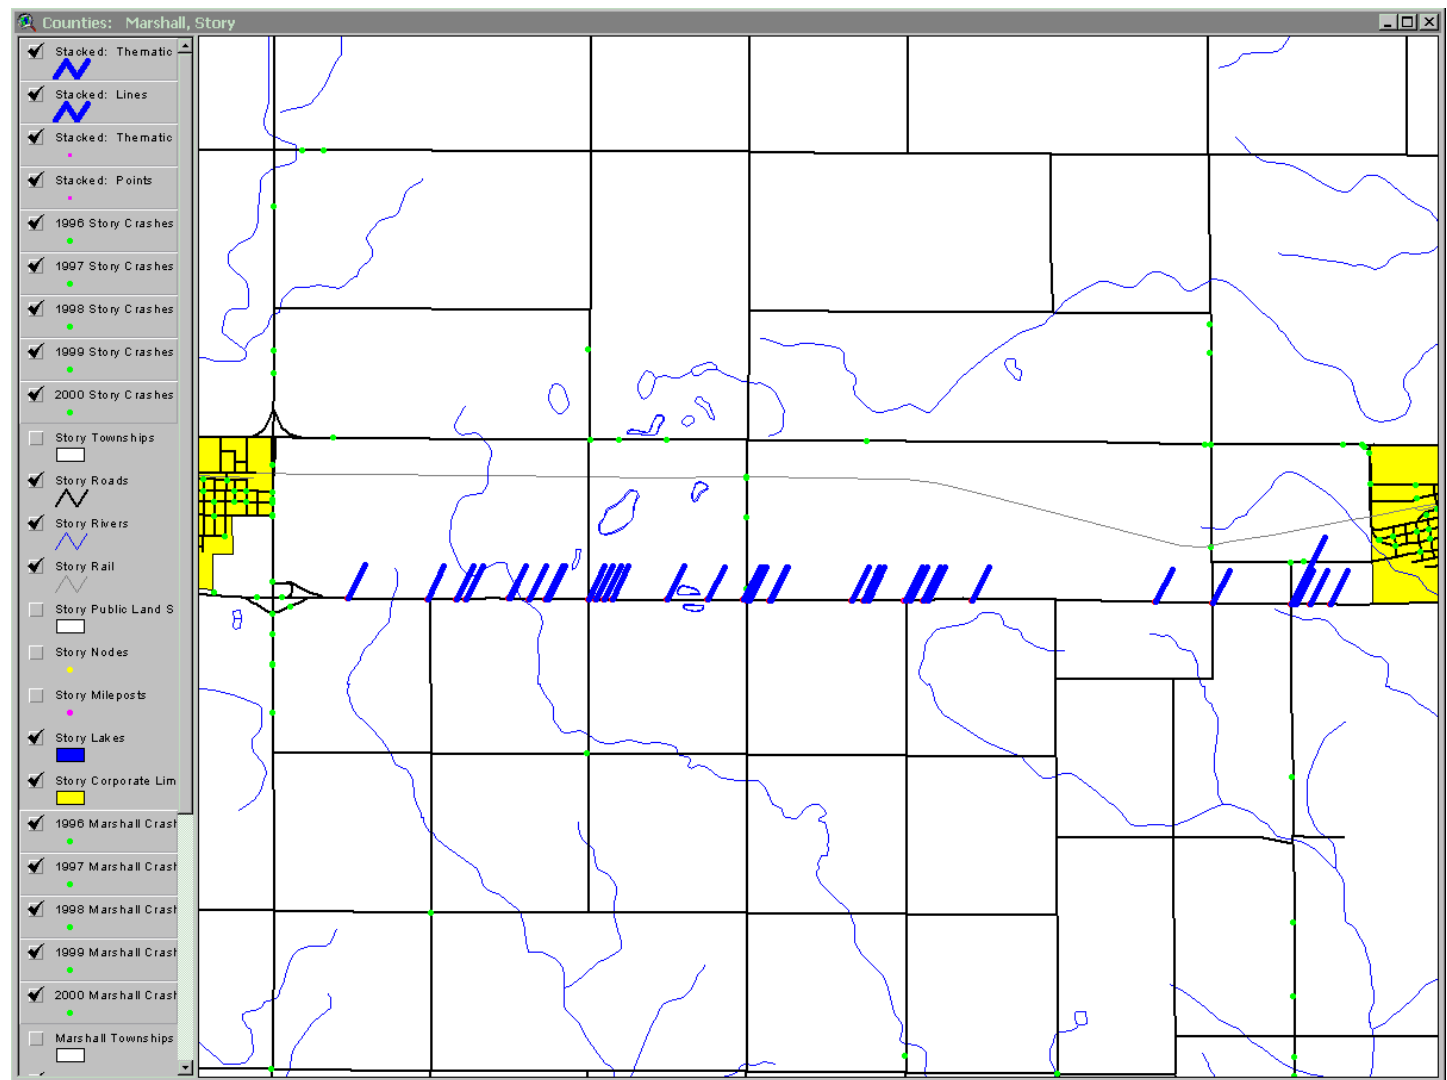 Counties: Marshall, Story
Stacked: Thematic
Stacked: Lines
Stacked: Thematic
Stacked: Points
1996 Story Crashes
1997 Story Crashes
1998 Story Crashes
1999 Story Crashes
2000 Story Crashes
Story Townships
Story Roads
Story Rivers
Story Rail
Story Public Land S
Story Nodes
Story Mileposts
Story Lakes
Story Corporate Lim
1996 Marshall Crash
1997 Marshall Crash
1998 Marshall Crash
1999 Marshall Crash
2000 Marshall Crash
Marshall Townships